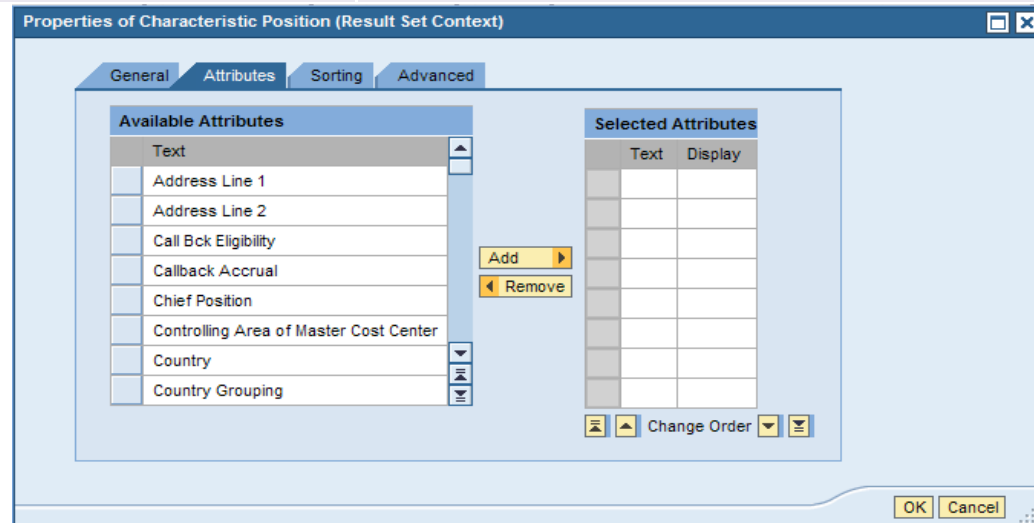 Properties of Characteristic Position (Result Set Context)
General Attributes Sorting Advanced
Available Attributes
Text
Address Line 1
Address Line 2
Call Bck Eligibility
Callback Accrual
Chief Position
Controlling Area of Master Cost Center
Country
Country Grouping
Add
Remove
Selected Attributes
Text Display
Change Order
OK Cancel